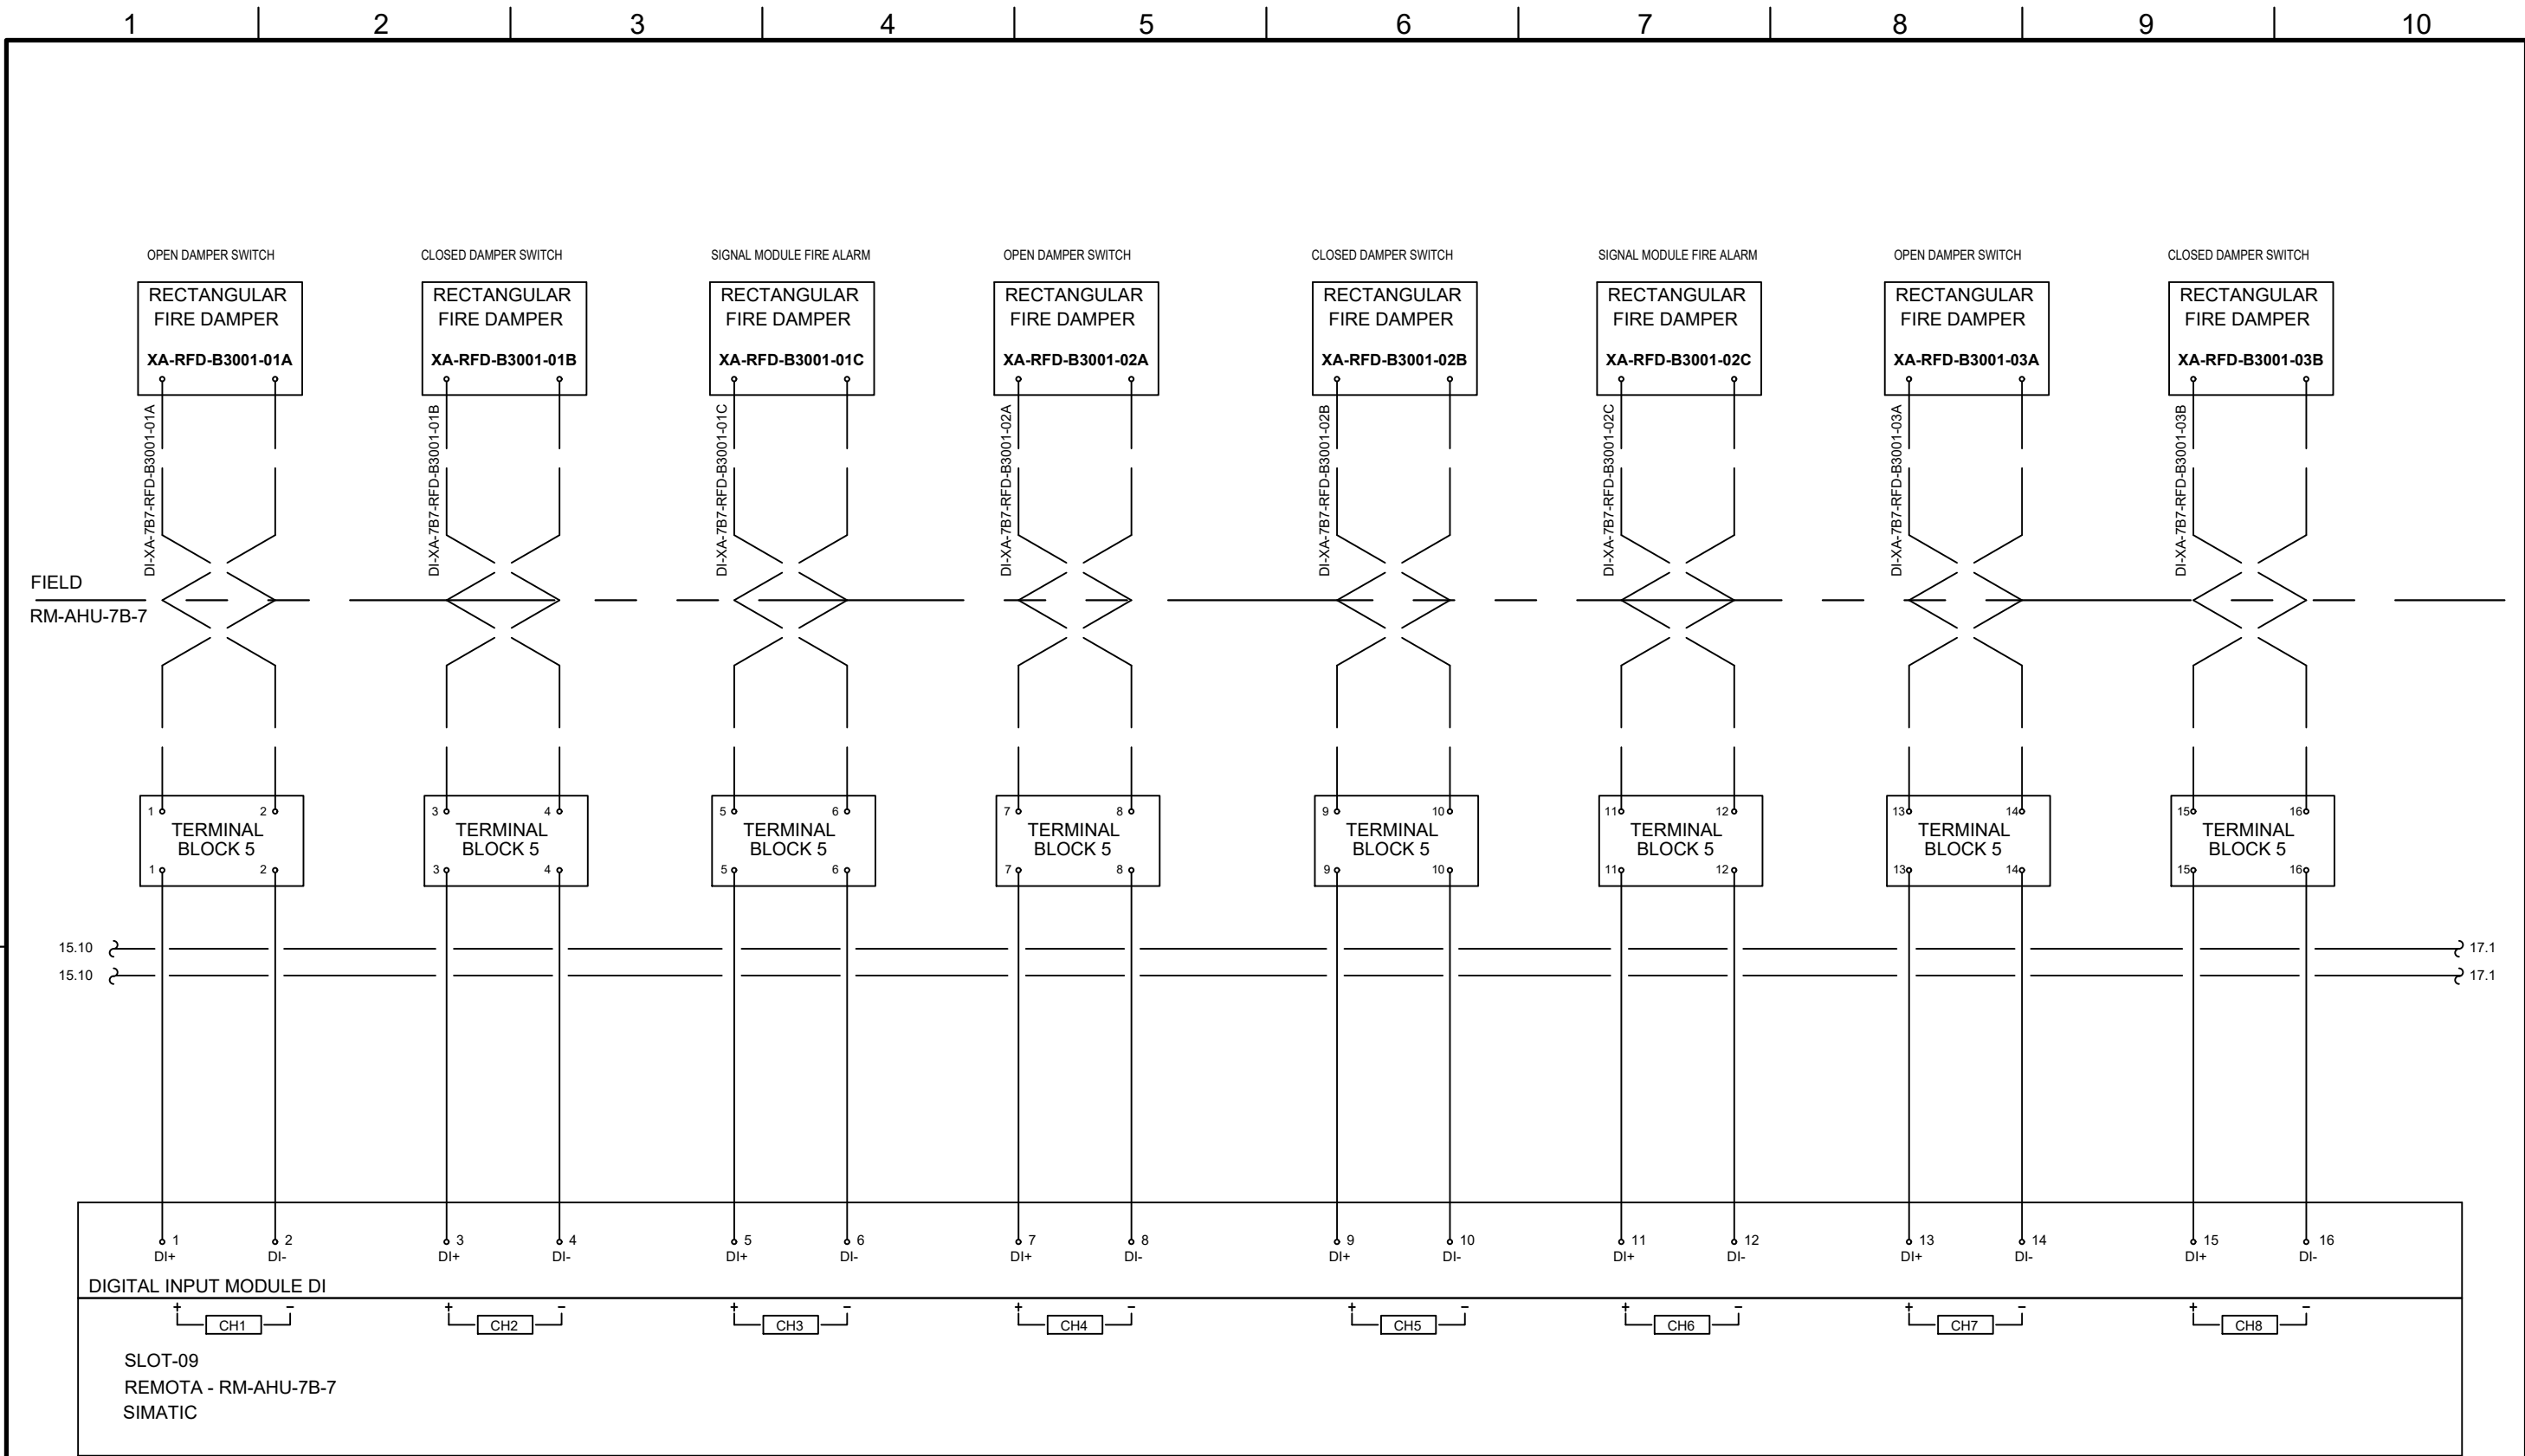 1 2 3 4 5 6 7 8 9 10
OPEN DAMPER SWITCH
CLOSED DAMPER SWITCH
SIGNAL MODULE FIRE ALARM
OPEN DAMPER SWITCH
CLOSED DAMPER SWITCH
SIGNAL MODULE FIRE ALARM
OPEN DAMPER SWITCH
CLOSED DAMPER SWITCH
RECTANGULAR
FIRE DAMPER
XA-RFD-B3001-01A
RECTANGULAR
FIRE DAMPER
XA-RFD-B3001-01B
RECTANGULAR
FIRE DAMPER
XA-RFD-B3001-01C
RECTANGULAR
FIRE DAMPER
XA-RFD-B3001-02A
RECTANGULAR
FIRE DAMPER
XA-RFD-B3001-02B
RECTANGULAR
FIRE DAMPER
XA-RFD-B3001-02C
RECTANGULAR
FIRE DAMPER
XA-RFD-B3001-03A
RECTANGULAR
FIRE DAMPER
XA-RFD-B3001-03B
DI-XA-7B7-RFD-B3001-01A
DI-XA-7B7-RFD-B3001-01B
DI-XA-7B7-RFD-B3001-01C
DI-XA-7B7-RFD-B3001-02A
DI-XA-7B7-RFD-B3001-02B
DI-XA-7B7-RFD-B3001-02C
DI-XA-7B7-RFD-B3001-03A
DI-XA-7B7-RFD-B3001-03B
FIELD
RM-AHU-7B-7
1 2
TERMINAL
BLOCK 5
1 2
3 4
TERMINAL
BLOCK 5
3 4
5 6
TERMINAL
BLOCK 5
5 6
7 8
TERMINAL
BLOCK 5
7 8
9 10
TERMINAL
BLOCK 5
9 10
11 12
TERMINAL
BLOCK 5
11 12
13 14
TERMINAL
BLOCK 5
13 14
15 16
TERMINAL
BLOCK 5
15 16
15.10 17.1
15.10 17.1
1 2 3 4 5 6 7 8 9 10 11 12 13 14 15 16
DI+ DI- DI+ DI- DI+ DI- DI+ DI- DI+ DI- DI+ DI- DI+ DI- DI+ DI-
DIGITAL INPUT MODULE DI
+ - + - + - + - + - + - + - + -
CH1 CH2 CH3 CH4 CH5 CH6 CH7 CH8
SLOT-09
REMOTA - RM-AHU-7B-7
SIMATIC